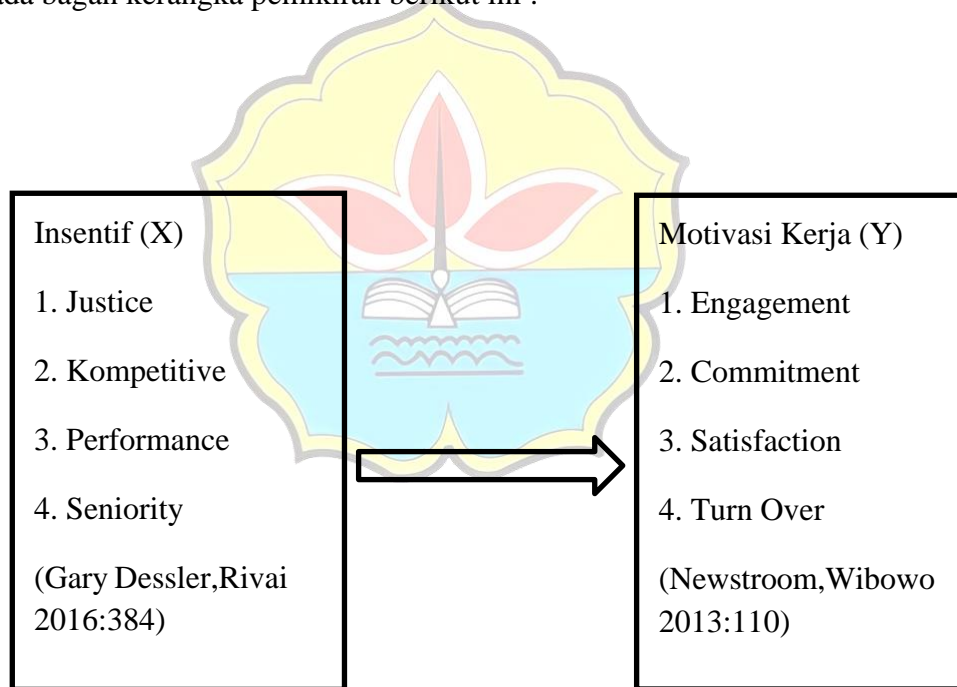 bagan kerangka pemikiran berikut ini :
Insentif (X)
1. Justice
2. Kompetitive
3. Performance
4. Seniority
(Gary Dessler,Rivai
2016:384)
Motivasi Kerja (Y)
1. Engagement
2. Commitment
3. Satisfaction
4. Turn Over
(Newstroom,Wibowo
2013:110)